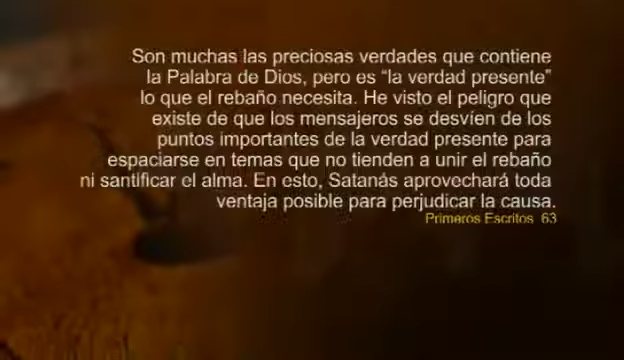 Son muchas las preciosas verdades que contiene
la Palabra de Dios, pero es “la verdad presente”
lo que el rebaño necesita. He visto el peligro que
existe de que los mensajeros se desvíen de los
puntos importantes de la verdad presente para
espaciarse en temas que no tienden a unir el rebaño
ni santificar el alma. En esto, Satanás aprovechará toda
ventaja posible para perjudicar la causa.
Primeros Escritos 63